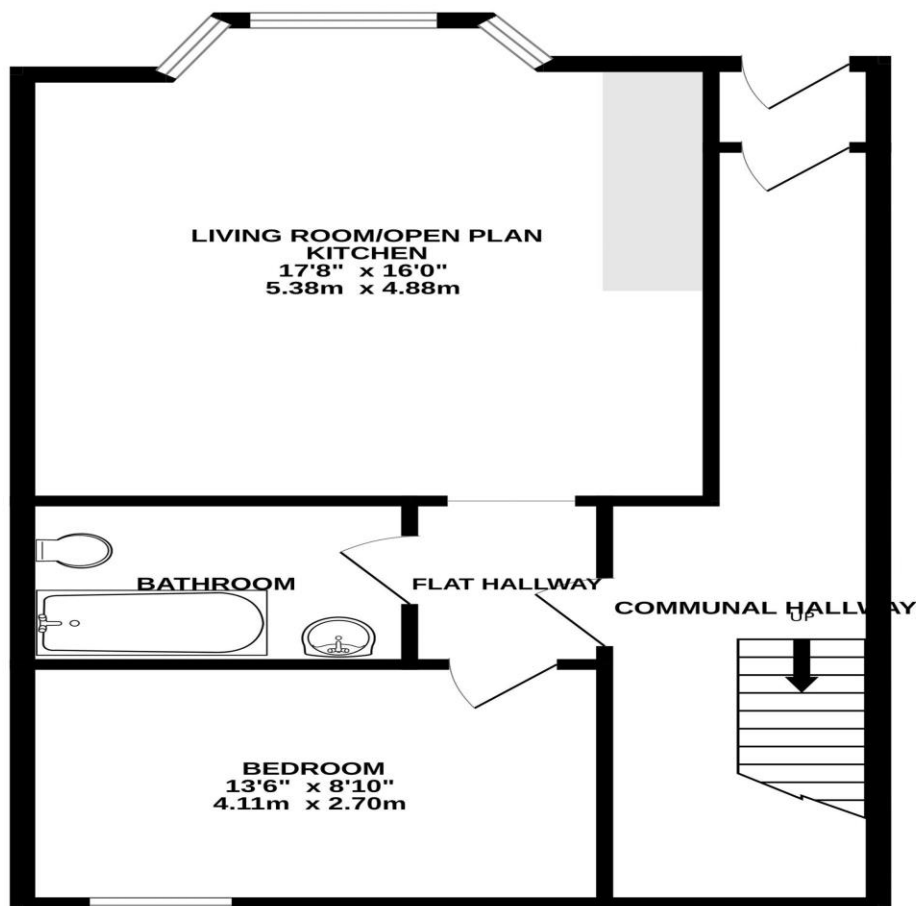 LIVING ROOM/OPEN PLAN
KITCHEN
17'8" x 16'0"
5.38m x 4.88m
BATHROOM
FLAT HALLWAY
COMMUNAL HALLWAY
UP
BEDROOM
13'6" x 8'10"
4.11m x 2.70m